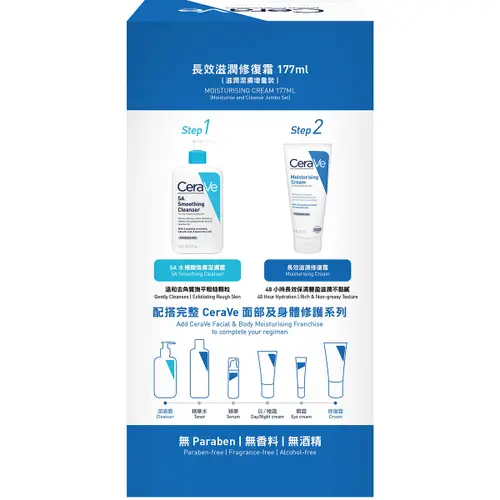 CeraVe
長效滋潤修復霜 177ml
(滋潤潔膚增量裝)
MOISTURISING CREAM 177ML
(Moisturise and Cleanse Jumbo Set)
Step 1
Step 2
CeraVe
SA
Smoothing
Cleanser
CeraVe
Moisturising
Cream
SA 水楊酸煥膚潔膚露
SA Smoothing Cleanser
長效滋潤修復霜
Moisturising Cream
溫和去角質撫平粗糙顆粒
Gently Cleanses | Exfoliating Rough Skin
48 小時長效保濕豐盈滋潤不黏膩
48 Hour Hydration | Rich & Non-greasy Texture
配搭完整 CeraVe 面部及身體修護系列
Add CeraVe Facial & Body Moisturising Franchise
to complete your regimen
潔膚露
Cleanser
精華水
Toner
精華
Serum
日/晚霜
Day/Night cream
眼霜
Eye cream
修復霜
Cream
無 Paraben | 無香料 | 無酒精
Paraben-free | Fragrance-free | Alcohol-free